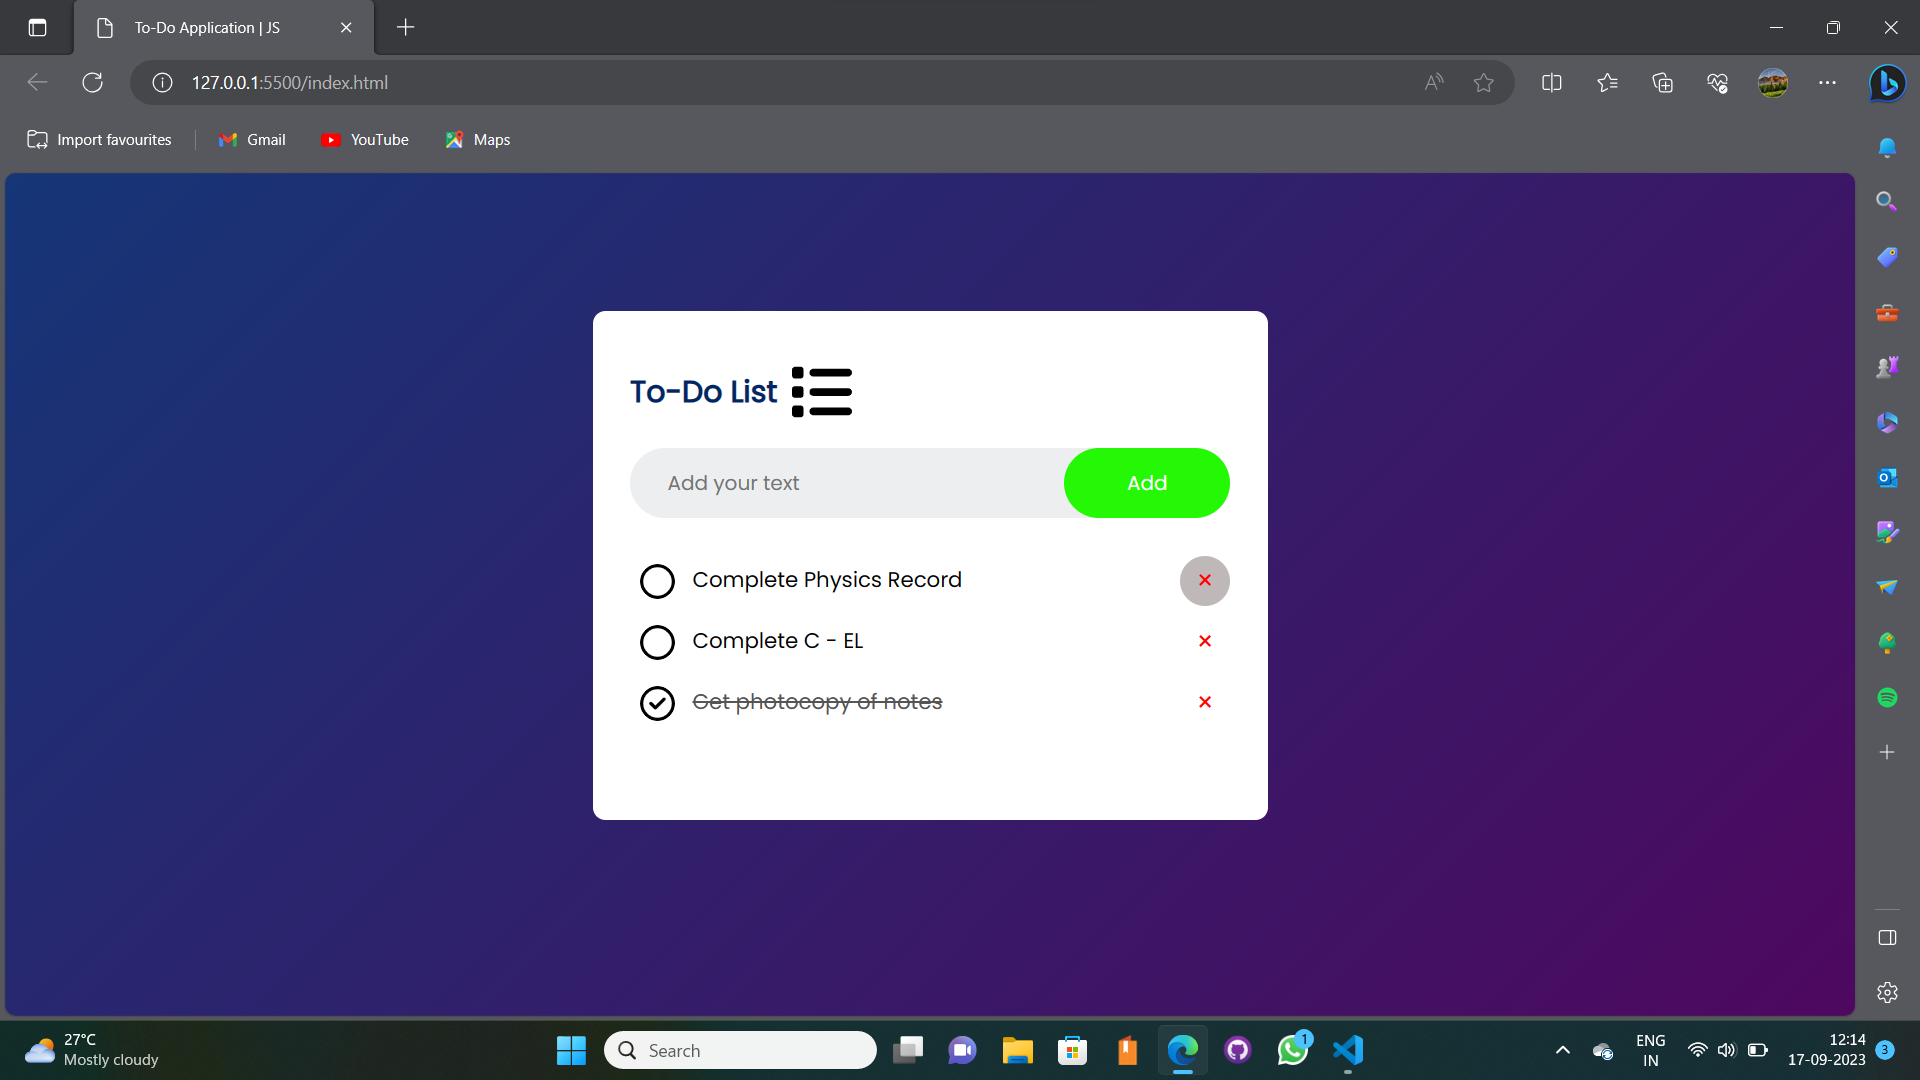 To-Do Application | JS
127.0.0.1:5500/index.html
Import favourites
Gmail
YouTube
Maps
To-Do List
Add your text
Add
Complete Physics Record
×
Complete C - EL
×
Get photocopy of notes
×
27°C
Mostly cloudy
Search
1
ENG
IN
12:14
17-09-2023
3